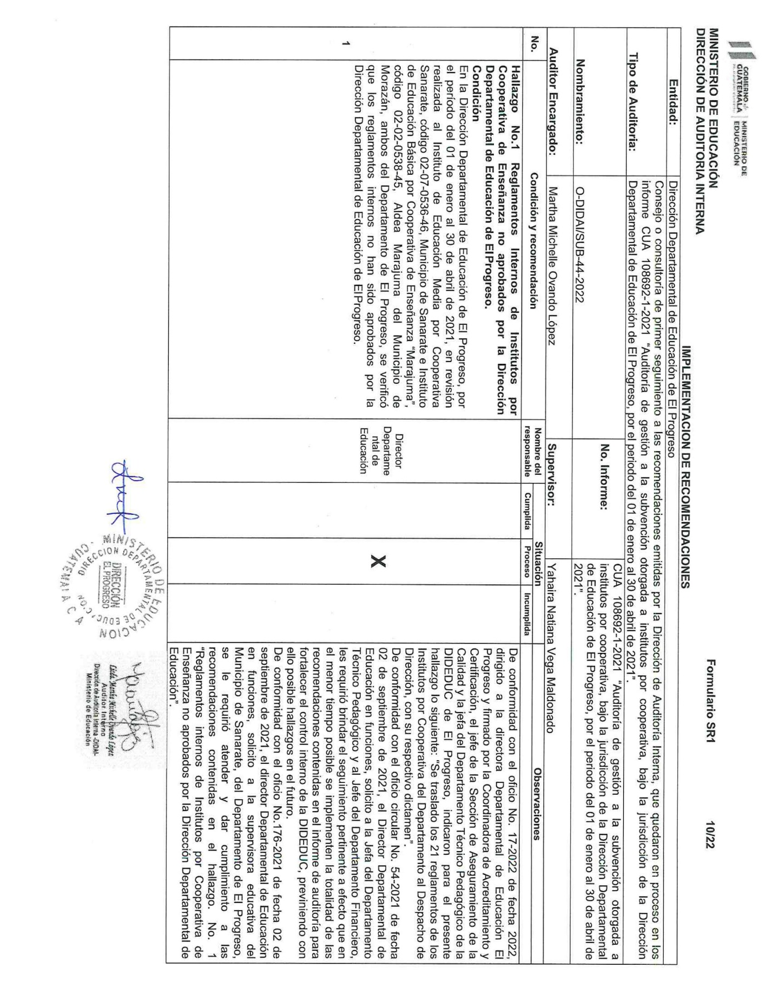 GOBIERNO de
GUATEMALA
MINISTERIO DE
EDUCACIÓN
MINISTERIO DE EDUCACIÓN
DIRECCIÓN DE AUDITORIA INTERNA
Formulario SR1
10/22
IMPLEMENTACION DE RECOMENDACIONES
Entidad:
Dirección Departamental de Educación de El Progreso
Tipo de Auditoria:
Consejo o consultoría de primer seguimiento a las recomendaciones emitidas por la Dirección de Auditoría Interna, que quedaron en proceso en los
informe CUA 108692-1-2021 “Auditoría de gestión a la subvención otorgada a institutos por cooperativa, bajo la jurisdicción de la Dirección
Departamental de Educación de El Progreso, por el periodo del 01 de enero al 30 de abril de 2021”.
Nombramiento:
O-DIDAI/SUB-44-2022
No. Informe:
CUA 108692-1-2021 “Auditoría de gestión a la subvención otorgada a
institutos por cooperativa, bajo la jurisdicción de la Dirección Departamental
de Educación de El Progreso, por el periodo del 01 de enero al 30 de abril de
2021”.
Auditor Encargado:
Martha Michelle Ovando López
Supervisor:
Yahaira Natiana Vega Maldonado
No.
Condición y recomendación
Nombre del
responsable
Situación
Cumplida
Proceso
Incumplida
Observaciones
1
Hallazgo No.1 Reglamentos Internos de Institutos por
Cooperativa de Enseñanza no aprobados por la Dirección
Departamental de Educación de El Progreso.
Condición
En la Dirección Departamental de Educación de El Progreso, por
el período del 01 de enero al 30 de abril de 2021, en revisión
realizada al Instituto de Educación Media por Cooperativa
Sanarate, código 02-07-0536-46, Municipio de Sanarate e Instituto
de Educación Básica por Cooperativa de Enseñanza “Marajuma”,
código 02-02-0538-45, Aldea Marajuma del Municipio de
Morazán, ambos del Departamento de El Progreso, se verificó
que los reglamentos internos no han sido aprobados por la
Dirección Departamental de Educación de El Progreso.
Director
Departame
ntal de
Educación
X
De conformidad con el oficio No. 17-2022 de fecha 2022,
dirigido a la directora Departamental de Educación El
Progreso y firmado por la Coordinadora de Acreditamiento y
Certificación, el jefe de la Sección de Aseguramiento de la
Calidad y la jefa del Departamento Técnico Pedagógico de la
DIDEDUC de El Progreso, indicaron para el presente
hallazgo lo siguiente: “Se traslado los 21 reglamentos de los
Institutos por Cooperativa del Departamento al Despacho de
Dirección, con su respectivo dictamen”.
De conformidad con el oficio circular No. 54-2021 de fecha
02 de septiembre de 2021, el Director Departamental de
Educación en funciones, solicito a la Jefa del Departamento
Técnico Pedagógico y al Jefe del Departamento Financiero,
les requirió brindar el seguimiento pertinente a efecto que en
el menor tiempo posible se implementen la totalidad de las
recomendaciones contenidas en el informe de auditoría para
fortalecer el control interno de la DIDEDUC, previniendo con
ello posible hallazgos en el futuro.
De conformidad con el oficio No.176-2021 de fecha 02 de
septiembre de 2021, el director Departamental de Educación
en funciones, solicito a la supervisora educativa del
Municipio de Sanarate, del Departamento de El Progreso,
se le requirió atender y dar cumplimiento a las
recomendaciones contenidas en el hallazgo. No. 1
“Reglamentos internos de Institutos por Cooperativa de
Enseñanza no aprobados por la Dirección Departamental de
Educación”.
MINISTERIO DE EDUCACION
DIRECCION DEPARTAMENTAL DE EDUCACION
DIRECCIÓN
EL PROGRESO
GUATEMALA C A
Licda. Martha Michelle Ovando López
Auditor Interno
Dirección de Auditoría Interna -DIDAI-
Ministerio de Educación